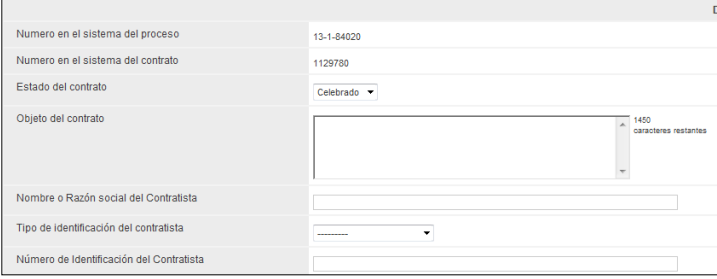 D
Numero en el sistema del proceso 13-1-84020
Numero en el sistema del contrato 1129780
Estado del contrato Celebrado
Objeto del contrato 1450
caracteres restantes
Nombre o Razón social del Contratista
Tipo de identificación del contratista ---------
Número de Identificación del Contratista